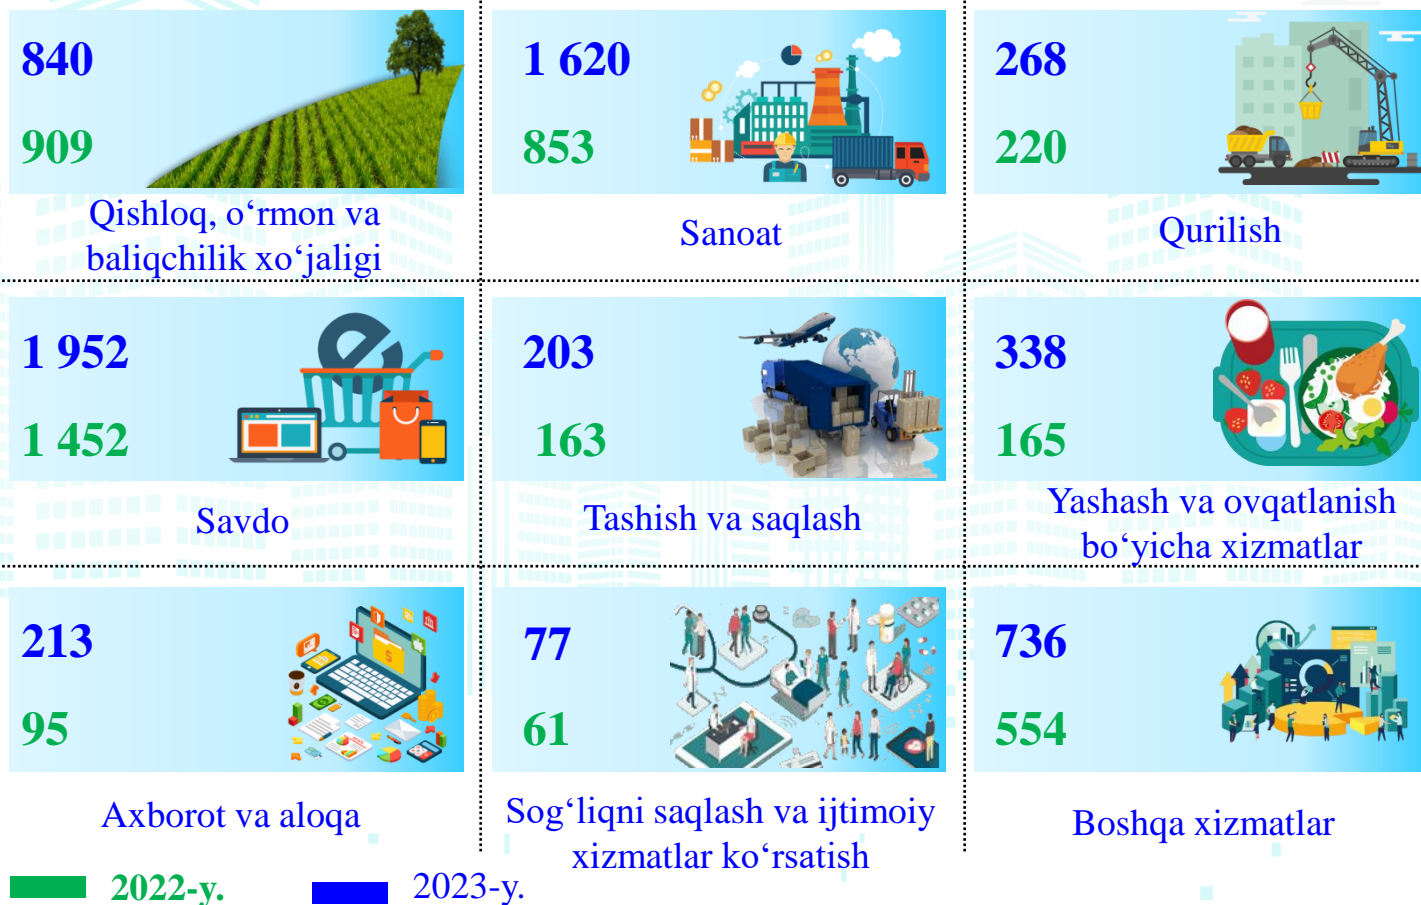 840
909
Qishloq, o‘rmon va
baliqchilik xo‘jaligi
1 620
853
Sanoat
268
220
Qurilish
1 952
1 452
Savdo
203
163
Tashish va saqlash
338
165
Yashash va ovqatlanish
bo‘yicha xizmatlar
213
95
Axborot va aloqa
77
61
Sog‘liqni saqlash va ijtimoiy
xizmatlar ko‘rsatish
736
554
Boshqa xizmatlar
2022-y.
2023-y.